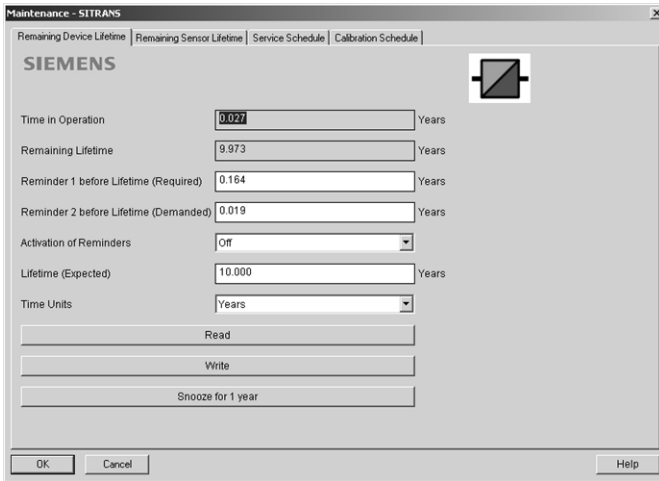 Maintenance - SITRANS
Remaining Device Lifetime Remaining Sensor Lifetime Service Schedule Calibration Schedule
SIEMENS
Time in Operation 0.027 Years
Remaining Lifetime 9.973 Years
Reminder 1 before Lifetime (Required) 0.164 Years
Reminder 2 before Lifetime (Demanded) 0.019 Years
Activation of Reminders Off
Lifetime (Expected) 10.000 Years
Time Units Years
Read
Write
Snooze for 1 year
OK Cancel Help